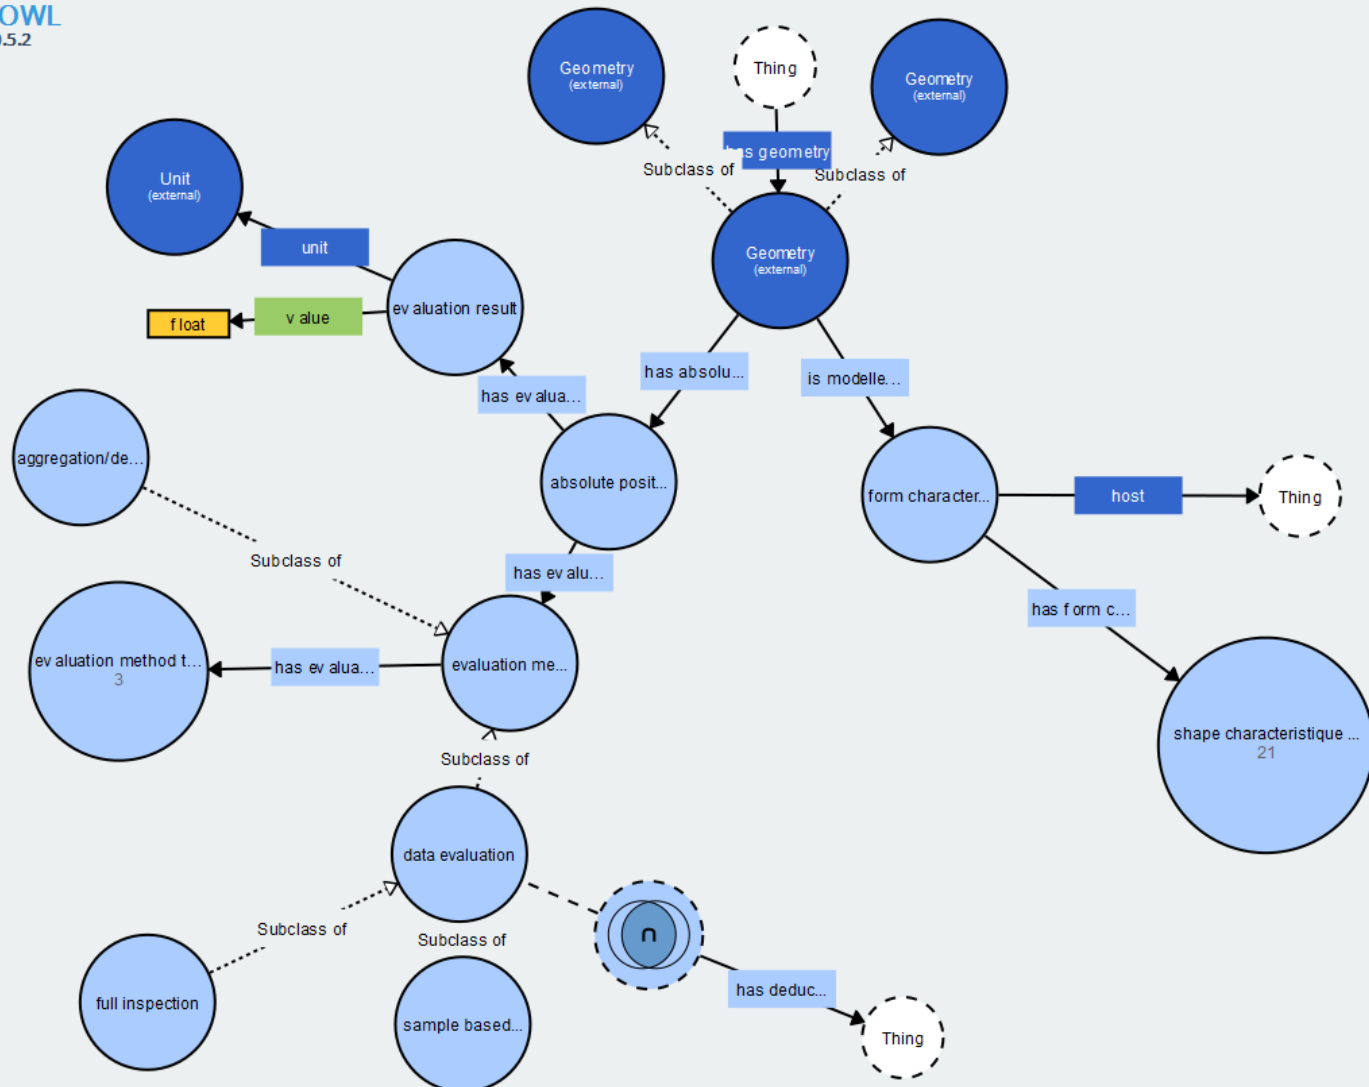 OWL
0.5.2
Geometry
(external)
Thing
Geometry
(external)
has geometry
Subclass of
Subclass of
Unit
(external)
unit
Geometry
(external)
evaluation result
float
value
has evalua...
has absolu...
is modelle...
aggregation/de...
absolute posit...
form character...
host
Thing
Subclass of
has evalu...
has form c...
evaluation method t...
3
has evalua...
evaluation me...
shape characteristique ...
21
Subclass of
data evaluation
Subclass of
Subclass of
∩
has deduc...
full inspection
sample based...
Thing